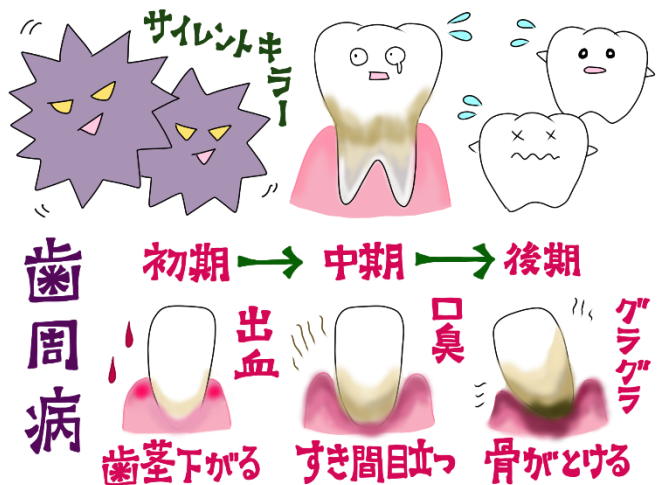 サイレントキラー
歯周病
初期→中期→後期
出血
口臭
グラグラ
歯茎下がる
すき間目立つ
骨がとける